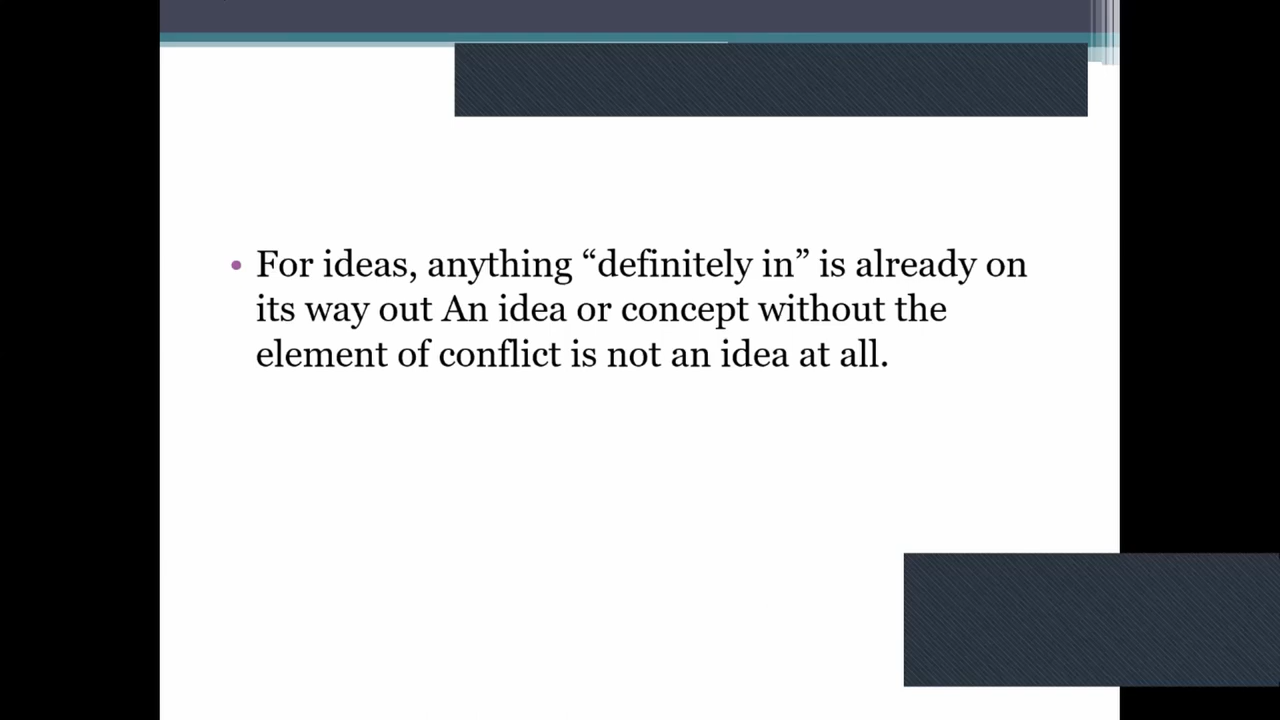 • For ideas, anything “definitely in” is already on
its way out An idea or concept without the
element of conflict is not an idea at all.